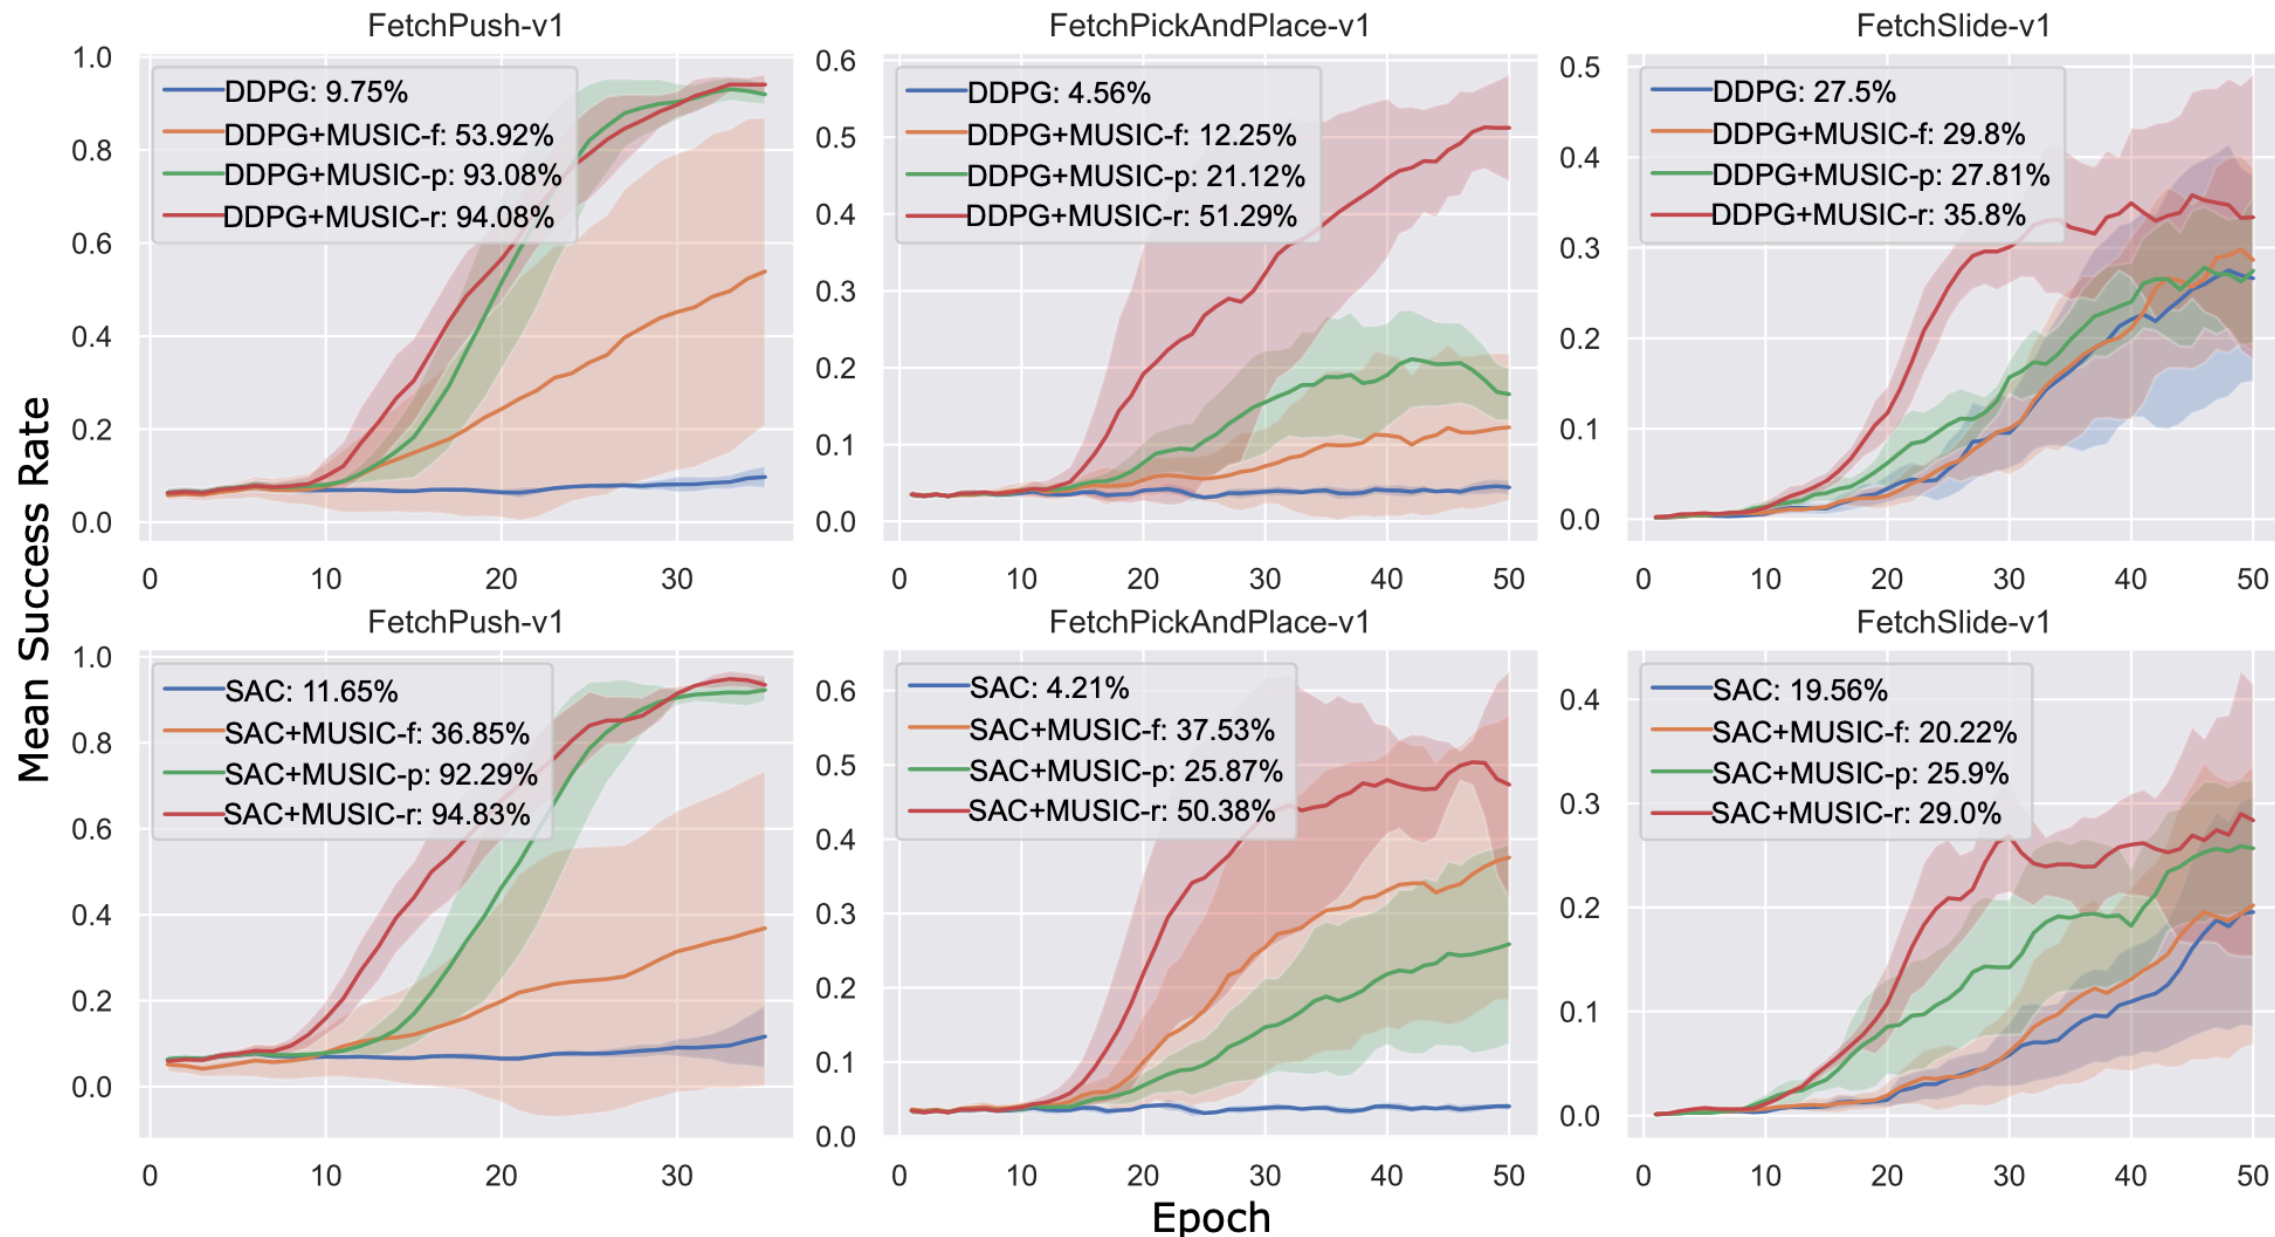 FetchPush-v1
1.0
0.8
0.6
0.4
0.2
0.0
DDPG: 9.75%
DDPG+MUSIC-f: 53.92%
DDPG+MUSIC-p: 93.08%
DDPG+MUSIC-r: 94.08%
0 10 20 30
FetchPickAndPlace-v1
0.6
0.5
0.4
0.3
0.2
0.1
0.0
DDPG: 4.56%
DDPG+MUSIC-f: 12.25%
DDPG+MUSIC-p: 21.12%
DDPG+MUSIC-r: 51.29%
0 10 20 30 40 50
FetchSlide-v1
0.5
0.4
0.3
0.2
0.1
0.0
DDPG: 27.5%
DDPG+MUSIC-f: 29.8%
DDPG+MUSIC-p: 27.81%
DDPG+MUSIC-r: 35.8%
0 10 20 30 40 50
Mean Success Rate
FetchPush-v1
1.0
0.8
0.6
0.4
0.2
0.0
SAC: 11.65%
SAC+MUSIC-f: 36.85%
SAC+MUSIC-p: 92.29%
SAC+MUSIC-r: 94.83%
0 10 20 30
FetchPickAndPlace-v1
0.6
0.5
0.4
0.3
0.2
0.1
0.0
SAC: 4.21%
SAC+MUSIC-f: 37.53%
SAC+MUSIC-p: 25.87%
SAC+MUSIC-r: 50.38%
0 10 20 30 40 50
FetchSlide-v1
0.4
0.3
0.2
0.1
0.0
SAC: 19.56%
SAC+MUSIC-f: 20.22%
SAC+MUSIC-p: 25.9%
SAC+MUSIC-r: 29.0%
0 10 20 30 40 50
Epoch